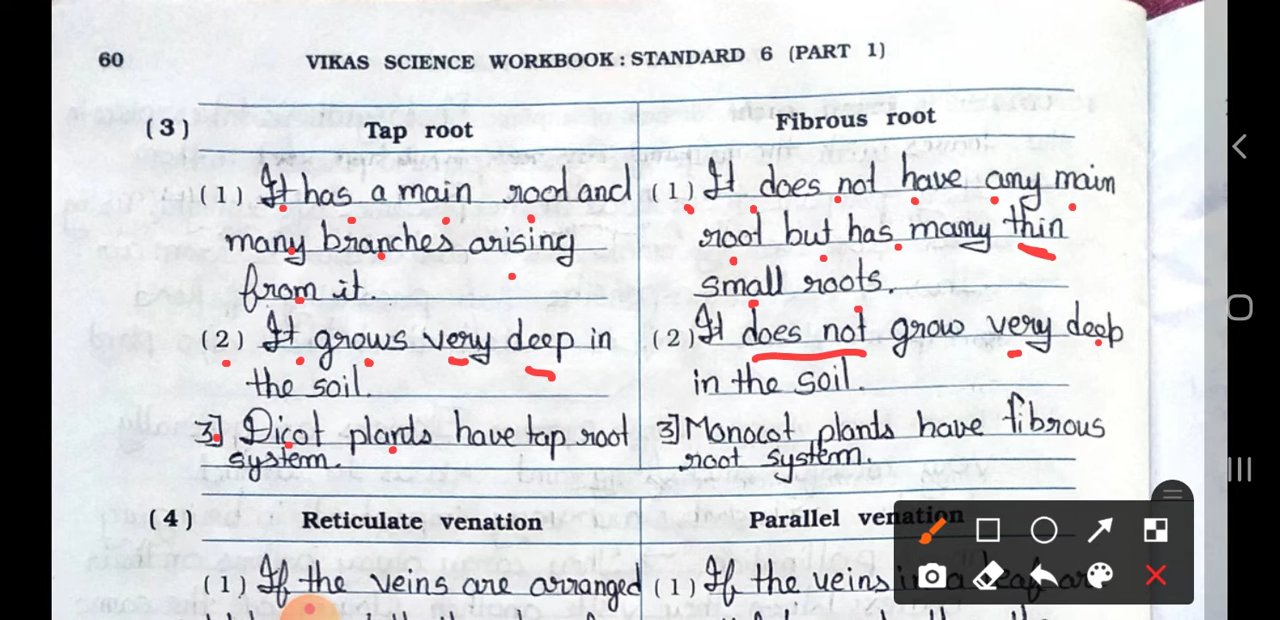 60 VIKAS SCIENCE WORKBOOK : STANDARD 6 (PART 1)
(3) Tap root Fibrous root
(1) It has a main root and
many branches arising
from it.
(2) It grows very deep in
the soil.
3] Dicot plants have tap root
system.
(1) It does not have any main
root but has many thin
small roots.
(2) It does not grow very deep
in the soil.
3] Monocot plants have fibrous
root system.
(4) Reticulate venation Parallel venation
(1) If the veins are arranged
(1) If the veins in a leaf ar